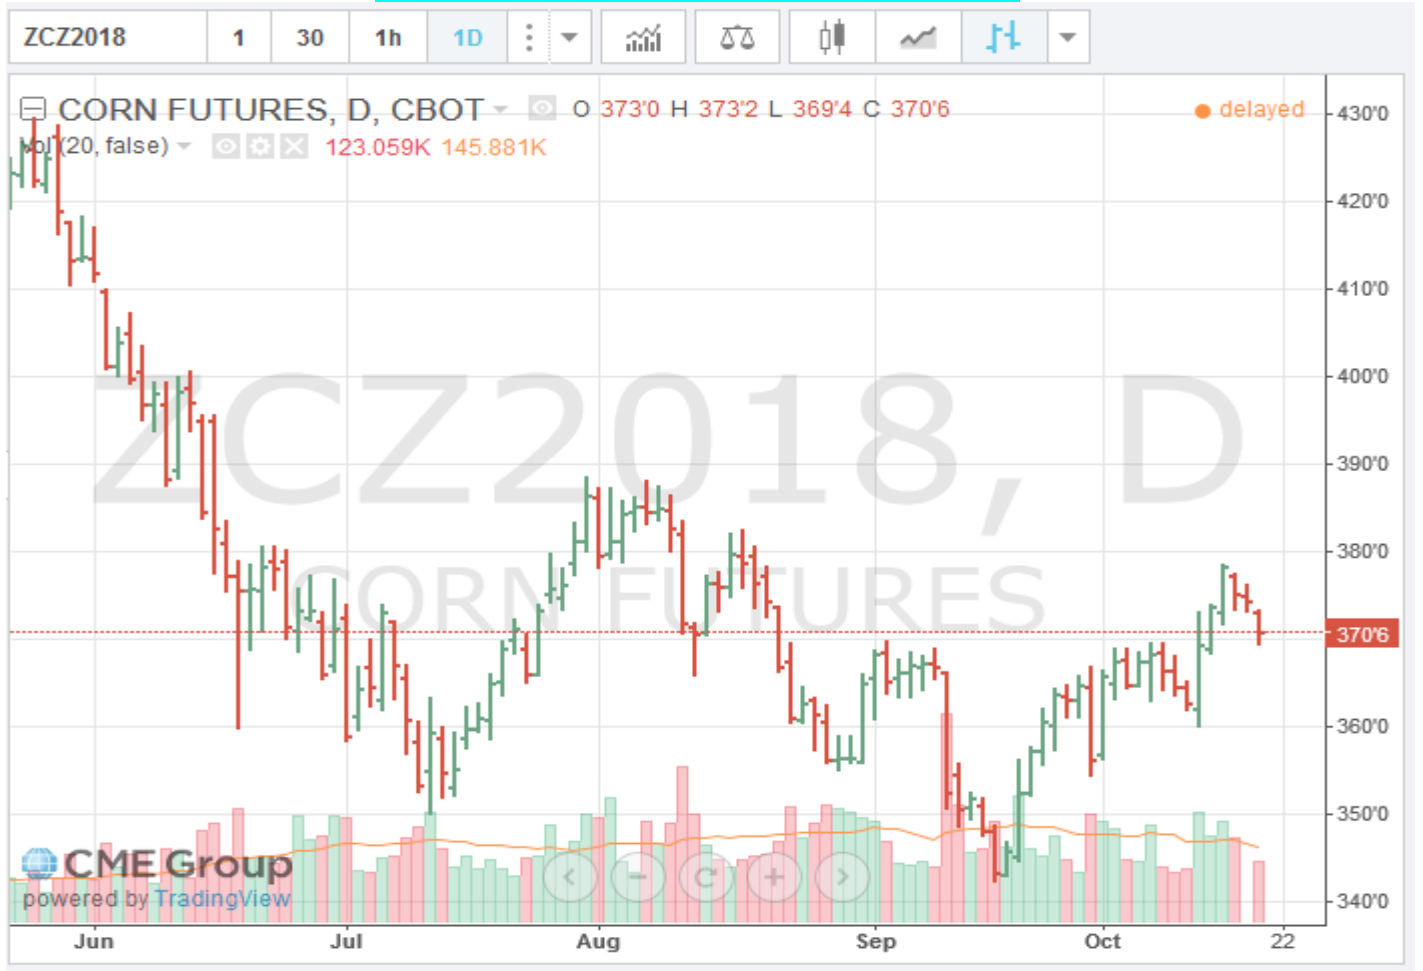 ZCZ2018 1 30 1h 1D
CORN FUTURES, D, CBOT O 373'0 H 373'2 L 369'4 C 370'6 delayed
Vol (20, false) 123.059K 145.881K
430'0
420'0
410'0
400'0
390'0
380'0
370'6
360'0
350'0
340'0
ZCZ2018, D
CORN FUTURES
CME Group
powered by TradingView
Jun Jul Aug Sep Oct 22